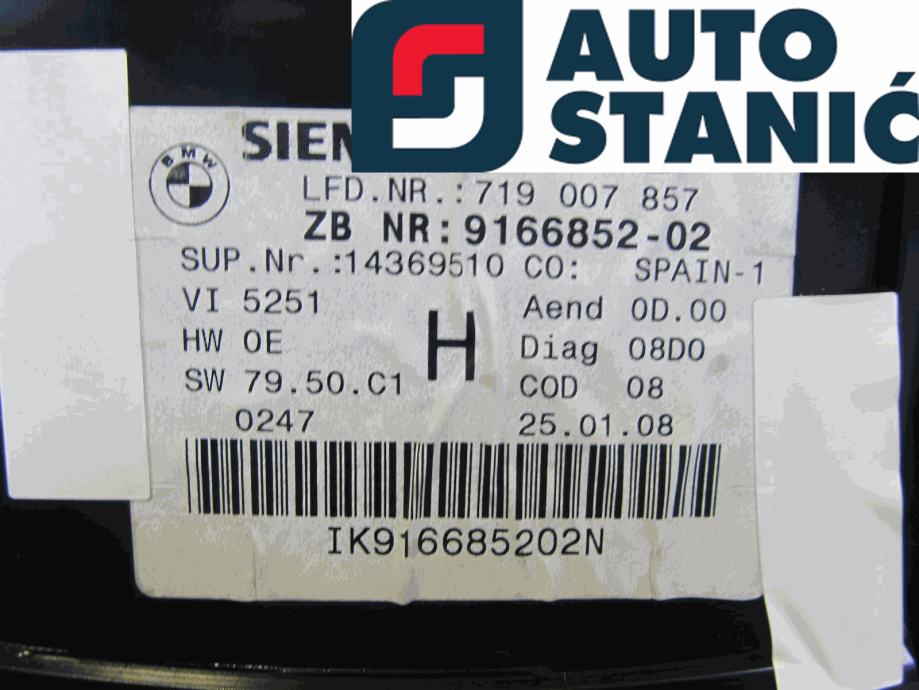 AUTO
STANIĆ
BMW
SIEM
LFD.NR.:719 007 857
ZB NR:9166852-02
SUP.Nr.:14369510 CO: SPAIN-1
VI 5251
Aend 0D.00
HW 0E
H
Diag 08D0
SW 79.50.C1
COD 08
0247
25.01.08
IK916685202N